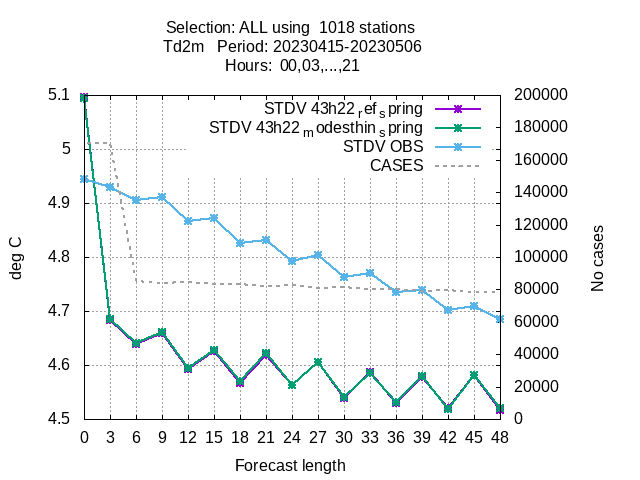 Selection: ALL using  1018 stations
Td2m   Period: 20230415-20230506
Hours:  00,03,...,21
STDV 43h22 ref spring
STDV 43h22 modesthin spring
STDV OBS
CASES
5.1
5
4.9
4.8
4.7
4.6
4.5
deg C
200000
180000
160000
140000
120000
100000
80000
60000
40000
20000
0
No cases
0 3 6 9 12 15 18 21 24 27 30 33 36 39 42 45 48
Forecast length